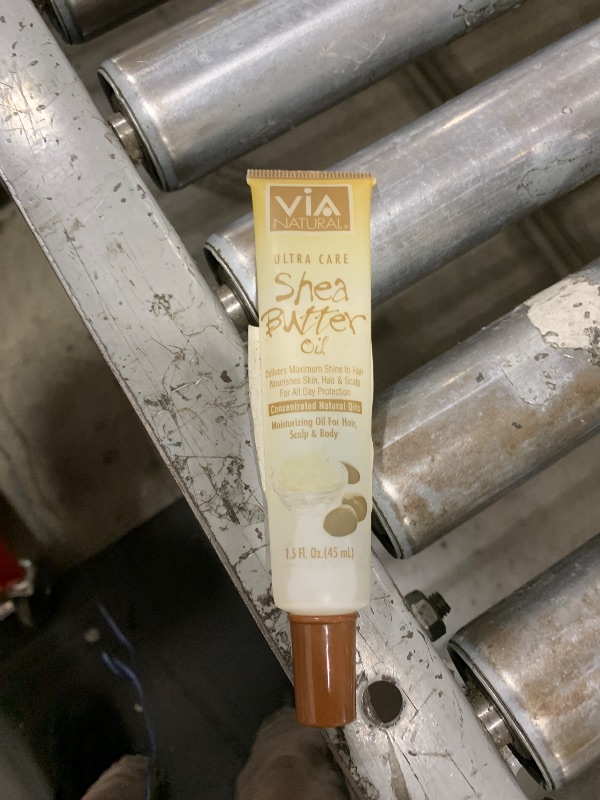 VIA
NATURAL
ULTRA CARE
Shea
Butter
Oil
Delivers Maximum Shine to Hair
Nourishes Skin, Hair & Scalp
For All Day Protection
Concentrated Natural Oils
Moisturizing Oil For Hair,
Scalp & Body
1.5 Fl. Oz.(45 mL)